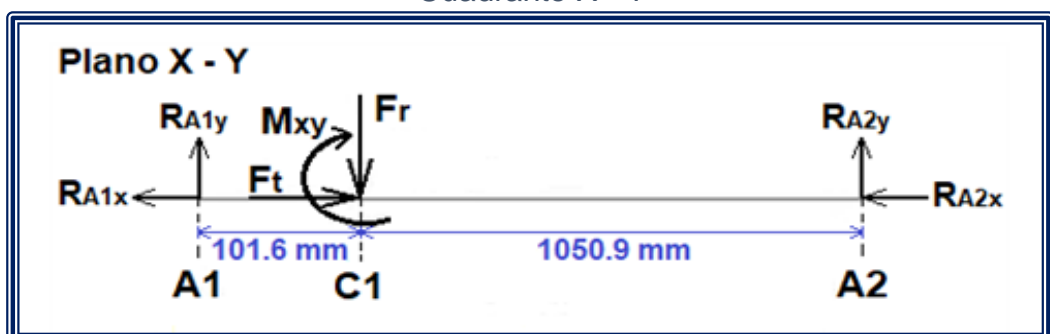 Plano X - Y
RA1y Mxy Fr RA2y
RA1x Ft RA2x
101.6 mm 1050.9 mm
A1 C1 A2